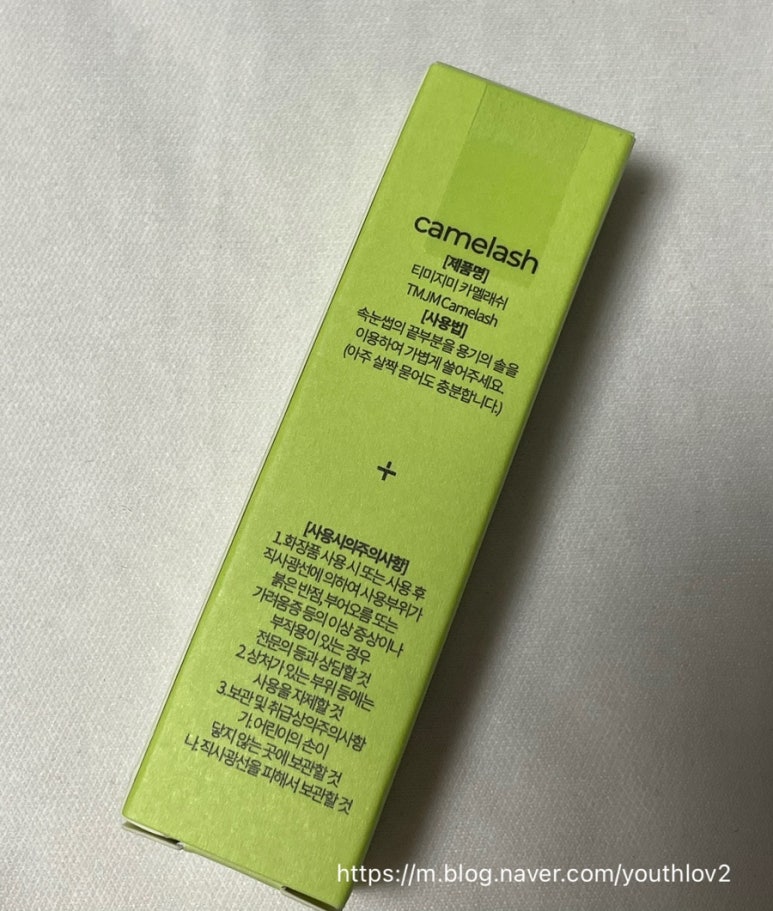 camelash
[제품명]
티미지미 카멜래쉬
TMJM Camelash
[사용법]
속눈썹의 끝부분을 용기의 솔을
이용하여 가볍게 쓸어주세요.
(아주 살짝 묻어도 충분합니다.)
+
[사용시의주의사항]
1. 화장품 사용 시 또는 사용 후
직사광선에 의하여 사용부위가
붉은 반점, 부어오름 또는
가려움증 등의 이상 증상이나
부작용이 있는 경우
전문의 등과 상담할 것
2. 상처가 있는 부위 등에는
사용을 자제할 것
3. 보관 및 취급상의주의사항
가. 어린이의 손이
닿지 않는 곳에 보관할 것
나. 직사광선을 피해서 보관할 것
https://m.blog.naver.com/youthlov2